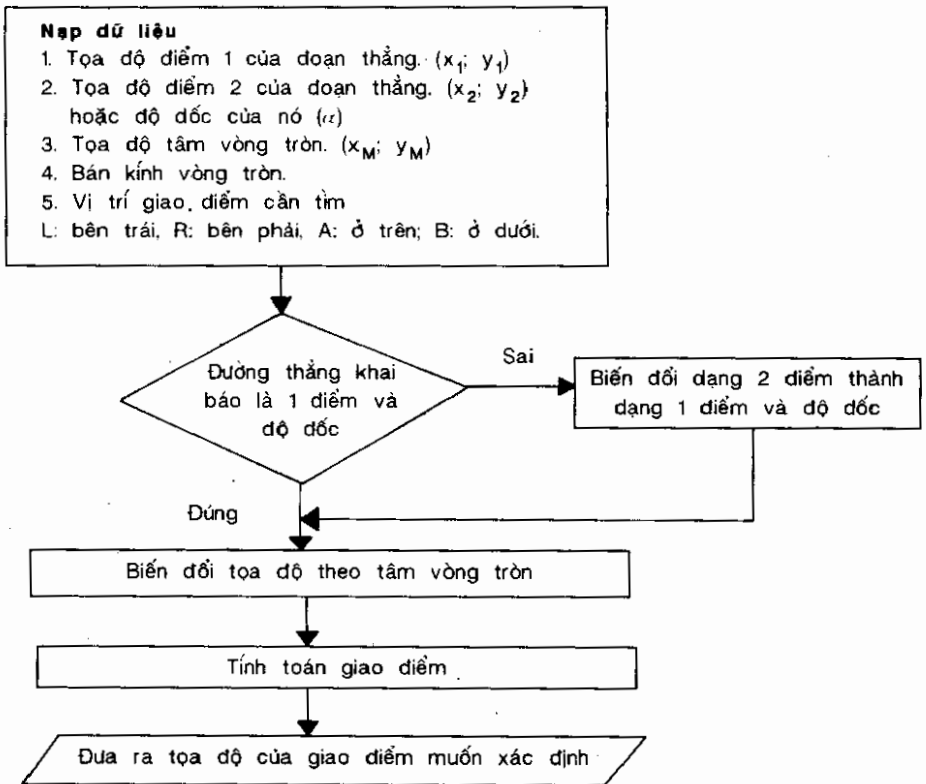 Nạp dữ liệu
1. Tọa độ điểm 1 của đoạn thẳng. (x₁; y₁)
2. Tọa độ điểm 2 của đoạn thẳng. (x₂; y₂)
hoặc độ dốc của nó (α)
3. Tọa độ tâm vòng tròn. (x_M; y_M)
4. Bán kính vòng tròn.
5. Vị trí giao điểm cần tìm
L: bên trái, R: bên phải, A: ở trên; B: ở dưới.
Đường thẳng khai
báo là 1 điểm và
độ dốc
Sai
Biến đổi dạng 2 điểm thành
dạng 1 điểm và độ dốc
Đúng
Biến đổi tọa độ theo tâm vòng tròn
Tính toán giao điểm
Đưa ra tọa độ của giao điểm muốn xác định